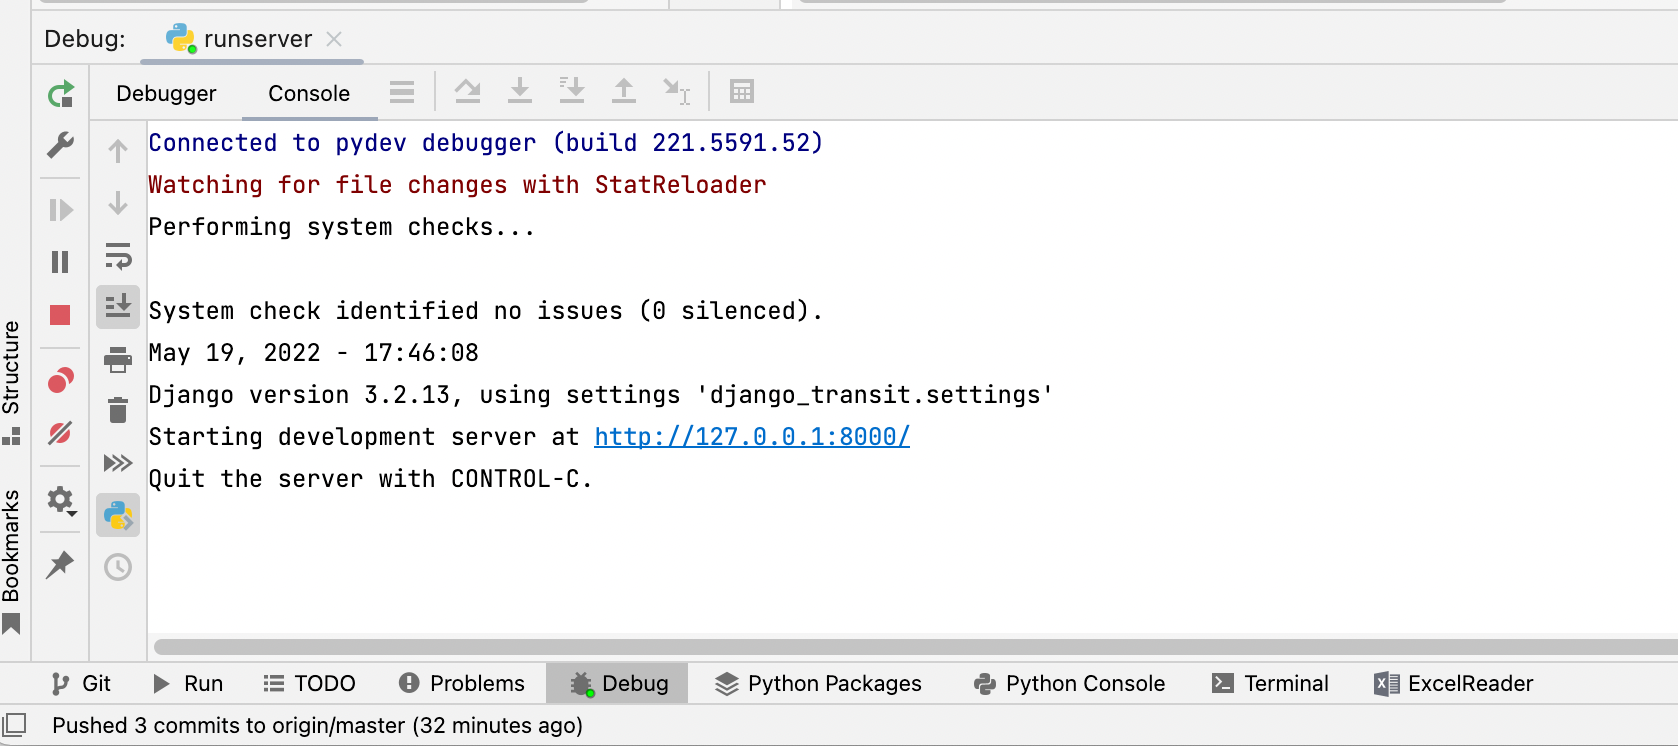 Debug: runserver
Debugger Console
Connected to pydev debugger (build 221.5591.52)
Watching for file changes with StatReloader
Performing system checks...
System check identified no issues (0 silenced).
May 19, 2022 - 17:46:08
Django version 3.2.13, using settings 'django_transit.settings'
Starting development server at http://127.0.0.1:8000/
Quit the server with CONTROL-C.
Structure
Bookmarks
Git Run TODO Problems Debug Python Packages Python Console Terminal ExcelReader
Pushed 3 commits to origin/master (32 minutes ago)